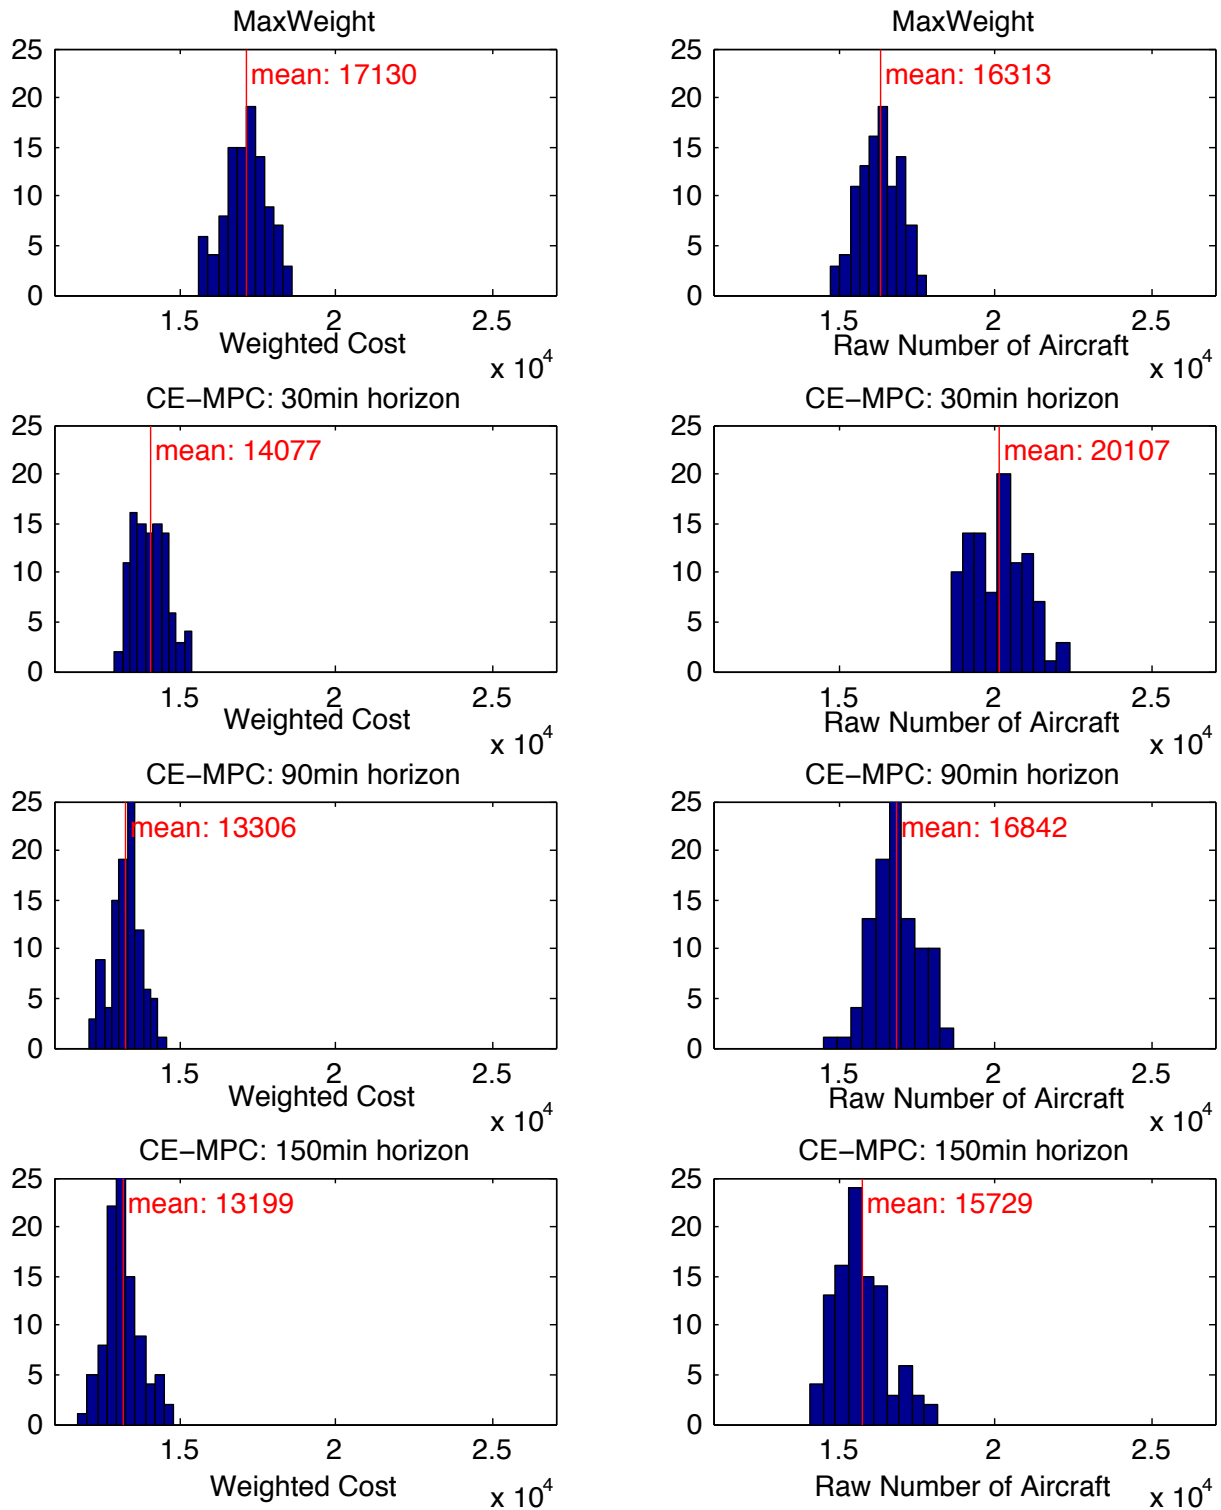 MaxWeight
25
20
15
10
5
0
mean: 17130
1.5
2
2.5
Weighted Cost
x 10^4
MaxWeight
25
20
15
10
5
0
mean: 16313
1.5
2
2.5
Raw Number of Aircraft
x 10^4
CE−MPC: 30min horizon
25
20
15
10
5
0
mean: 14077
1.5
2
2.5
Weighted Cost
x 10^4
CE−MPC: 30min horizon
25
20
15
10
5
0
mean: 20107
1.5
2
2.5
Raw Number of Aircraft
x 10^4
CE−MPC: 90min horizon
25
20
15
10
5
0
mean: 13306
1.5
2
2.5
Weighted Cost
x 10^4
CE−MPC: 90min horizon
25
20
15
10
5
0
mean: 16842
1.5
2
2.5
Raw Number of Aircraft
x 10^4
CE−MPC: 150min horizon
25
20
15
10
5
0
mean: 13199
1.5
2
2.5
Weighted Cost
x 10^4
CE−MPC: 150min horizon
25
20
15
10
5
0
mean: 15729
1.5
2
2.5
Raw Number of Aircraft
x 10^4